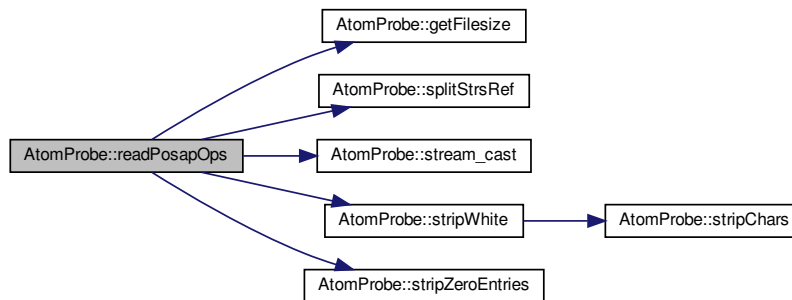 AtomProbe::getFilesize
AtomProbe::splitStrsRef
AtomProbe::readPosapOps
AtomProbe::stream_cast
AtomProbe::stripWhite
AtomProbe::stripChars
AtomProbe::stripZeroEntries